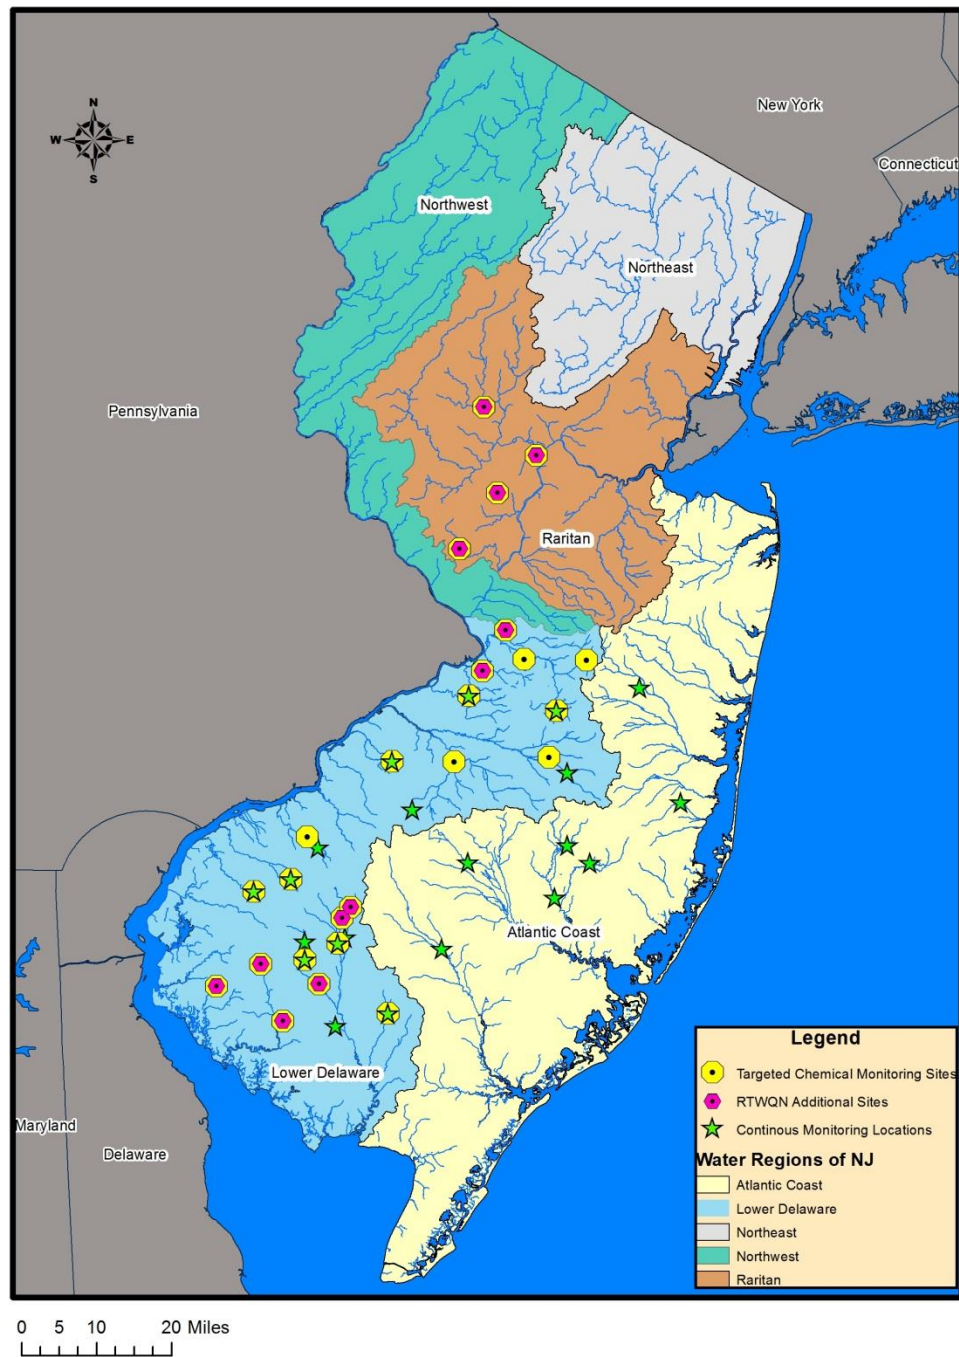 N
W E
S
New York
Connecticut
Northwest
Northeast
Pennsylvania
Raritan
Atlantic Coast
Lower Delaware
Maryland
Delaware
Legend
Targeted Chemical Monitoring Sites
RTWQN Additional Sites
Continous Monitoring Locations
Water Regions of NJ
Atlantic Coast
Lower Delaware
Northeast
Northwest
Raritan
0 5 10 20 Miles